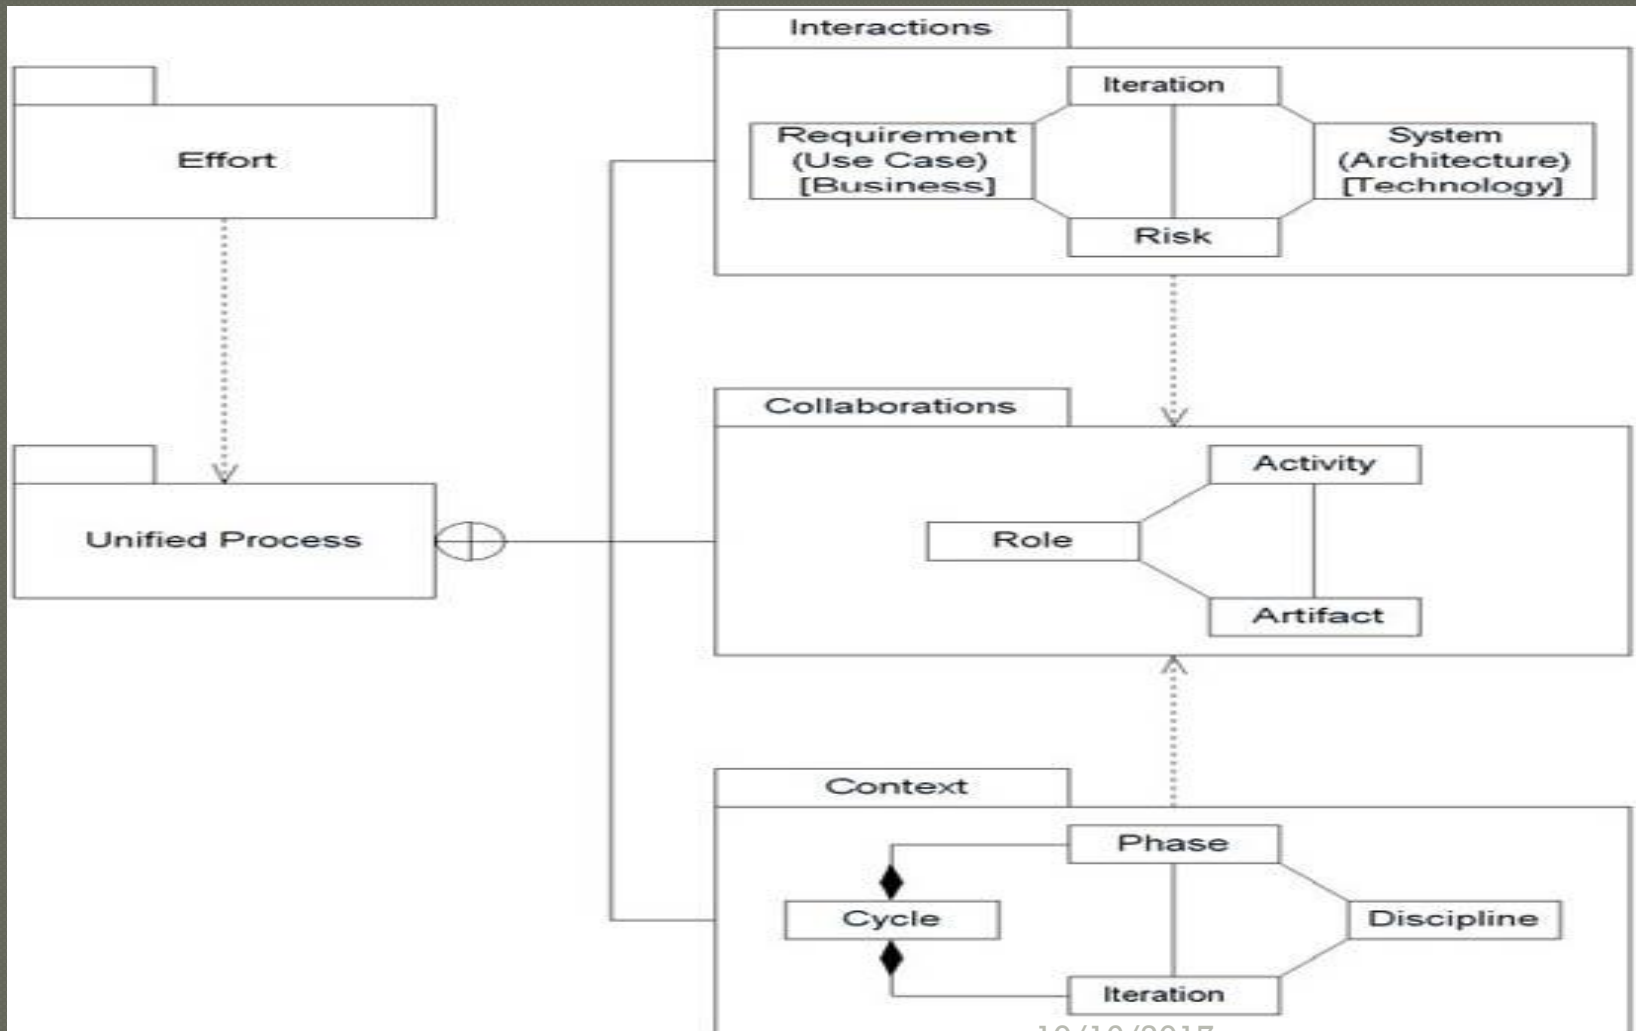 Interactions
Iteration
Requirement
(Use Case)
[Business]
System
(Architecture)
[Technology]
Risk
Effort
Collaborations
Activity
Role
Artifact
Unified Process
Context
Phase
Cycle
Discipline
Iteration